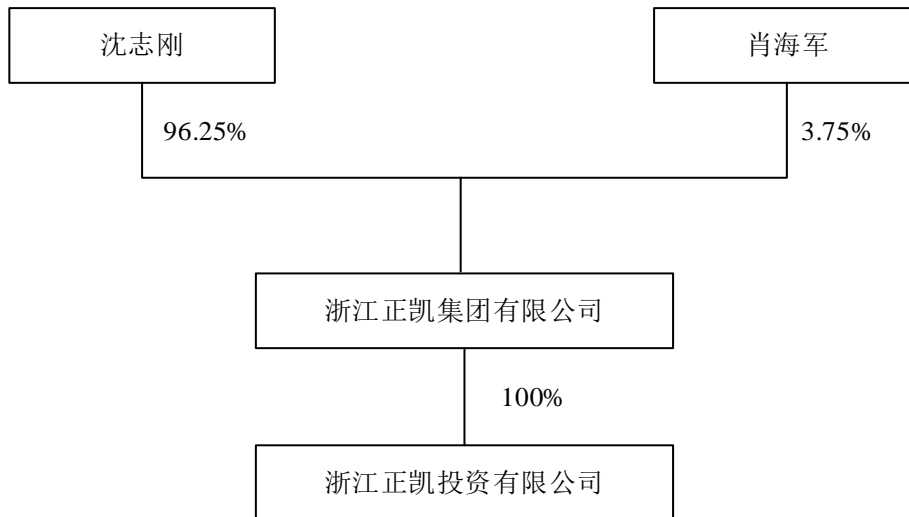 沈志刚
肖海军
96.25%
3.75%
浙江正凯集团有限公司
100%
浙江正凯投资有限公司